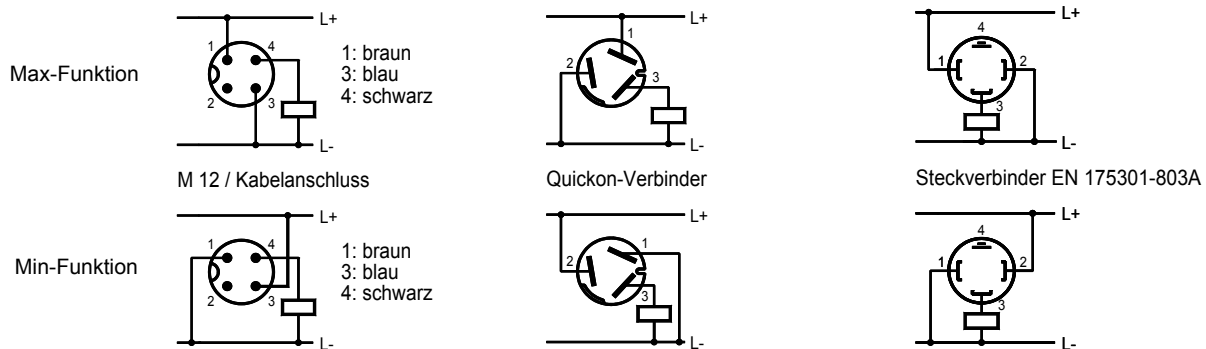 L+
1
4
1: braun
3: blau
4: schwarz
Max-Funktion
2
3
L-
M 12 / Kabelanschluss
L+
1
2
3
L-
Quickon-Verbinder
L+
4
1
2
3
L-
Steckverbinder EN 175301-803A
L+
1
4
1: braun
3: blau
4: schwarz
Min-Funktion
2
3
L-
L+
1
2
3
L-
L+
4
1
2
3
L-